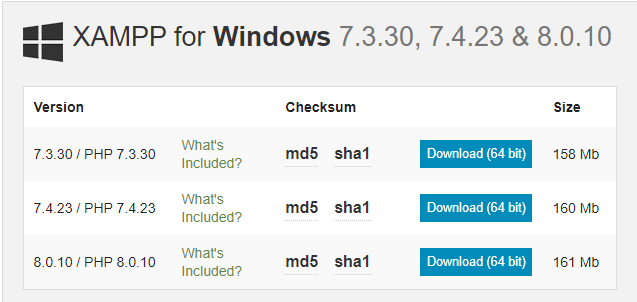 XAMPP for Windows 7.3.30, 7.4.23 & 8.0.10
Version Checksum Size
7.3.30 / PHP 7.3.30 What's Included? md5 sha1 Download (64 bit) 158 Mb
7.4.23 / PHP 7.4.23 What's Included? md5 sha1 Download (64 bit) 160 Mb
8.0.10 / PHP 8.0.10 What's Included? md5 sha1 Download (64 bit) 161 Mb